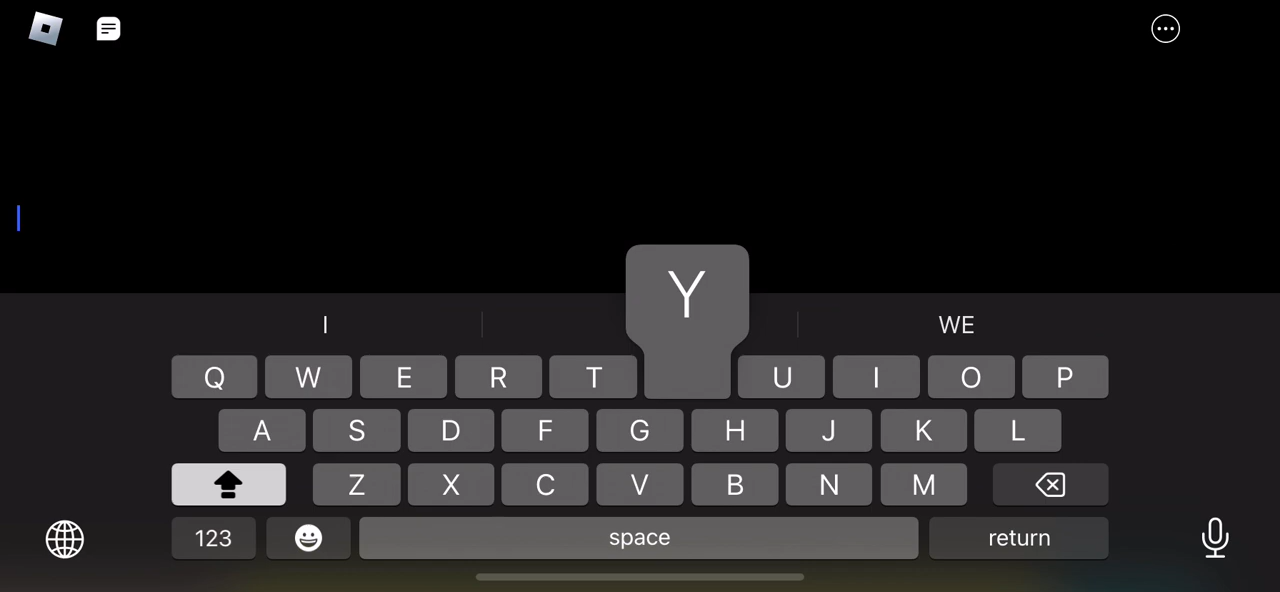 Y
I WE
Q W E R T U I O P
A S D F G H J K L
Z X C V B N M
123 space return